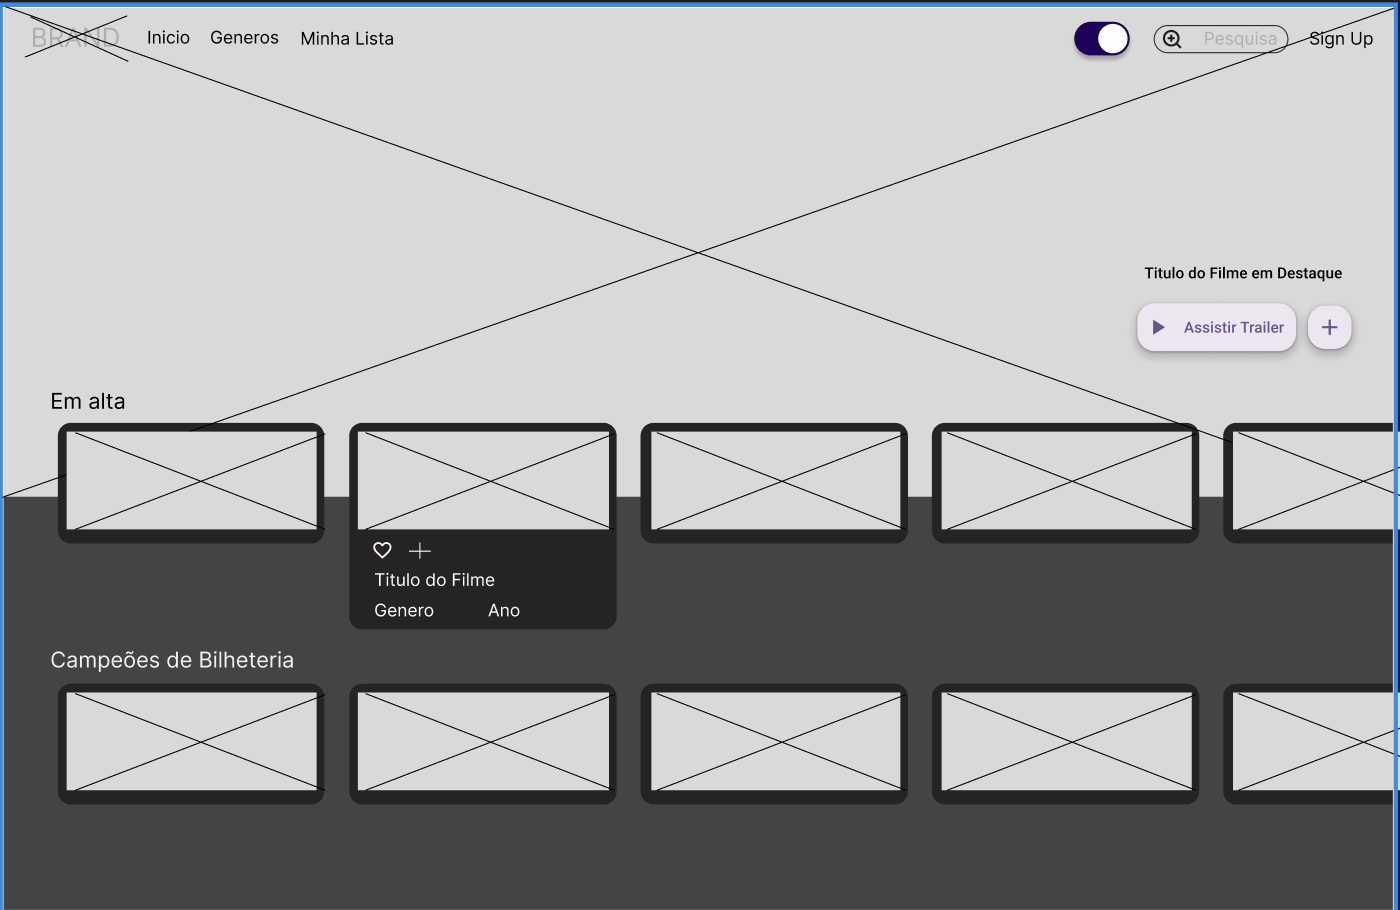 BRAND
Inicio Generos Minha Lista
Pesquisa Sign Up
Titulo do Filme em Destaque
Assistir Trailer
Em alta
Titulo do Filme
Genero Ano
Campeões de Bilheteria